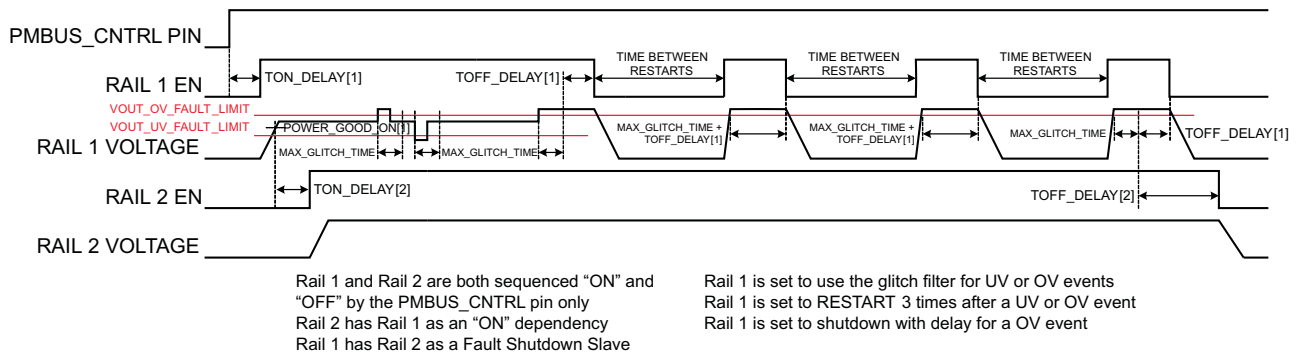 PMBUS_CNTRL PIN
TON_DELAY[1]
TOFF_DELAY[1]
TIME BETWEEN
RESTARTS
TIME BETWEEN
RESTARTS
TIME BETWEEN
RESTARTS
RAIL 1 EN
VOUT_OV_FAULT_LIMIT
VOUT_UV_FAULT_LIMIT
POWER_GOOD_ON[1]
RAIL 1 VOLTAGE
MAX_GLITCH_TIME
MAX_GLITCH_TIME
MAX_GLITCH_TIME +
TOFF_DELAY[1]
MAX_GLITCH_TIME +
TOFF_DELAY[1]
MAX_GLITCH_TIME
TOFF_DELAY[1]
TON_DELAY[2]
TOFF_DELAY[2]
RAIL 2 EN
RAIL 2 VOLTAGE
Rail 1 and Rail 2 are both sequenced “ON” and
“OFF” by the PMBUS_CNTRL pin only
Rail 2 has Rail 1 as an “ON” dependency
Rail 1 has Rail 2 as a Fault Shutdown Slave
Rail 1 is set to use the glitch filter for UV or OV events
Rail 1 is set to RESTART 3 times after a UV or OV event
Rail 1 is set to shutdown with delay for a OV event